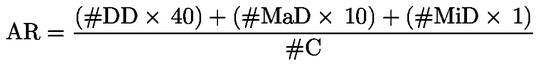 AR = (#DD × 40) + (#MaD × 10) + (#MiD × 1)
#C